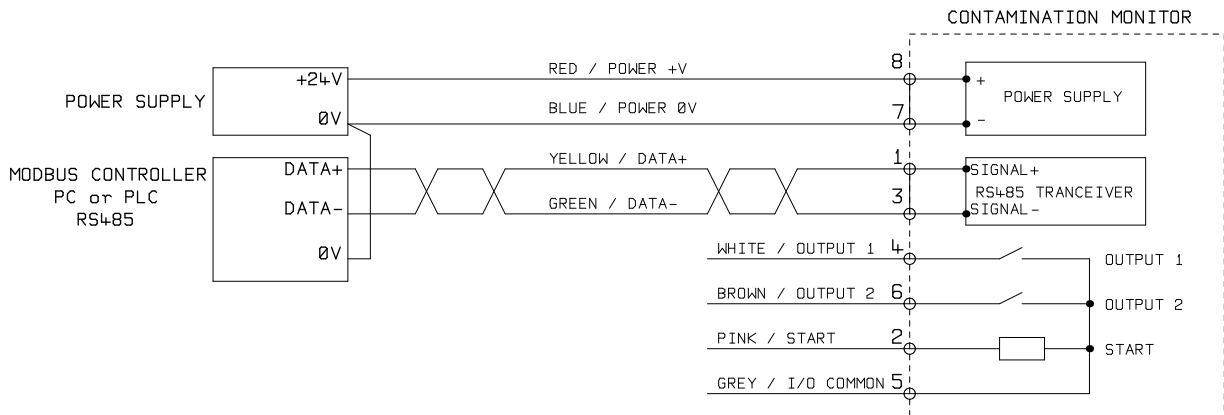 CONTAMINATION MONITOR
POWER SUPPLY
+24V
0V
RED / POWER +V
BLUE / POWER 0V
8
7
+
POWER SUPPLY
-
MODBUS CONTROLLER
PC or PLC
RS485
DATA+
DATA-
0V
YELLOW / DATA+
GREEN / DATA-
1
3
SIGNAL+
RS485 TRANCEIVER
SIGNAL-
WHITE / OUTPUT 1 4
OUTPUT 1
BROWN / OUTPUT 2 6
OUTPUT 2
PINK / START 2
START
GREY / I/O COMMON 5